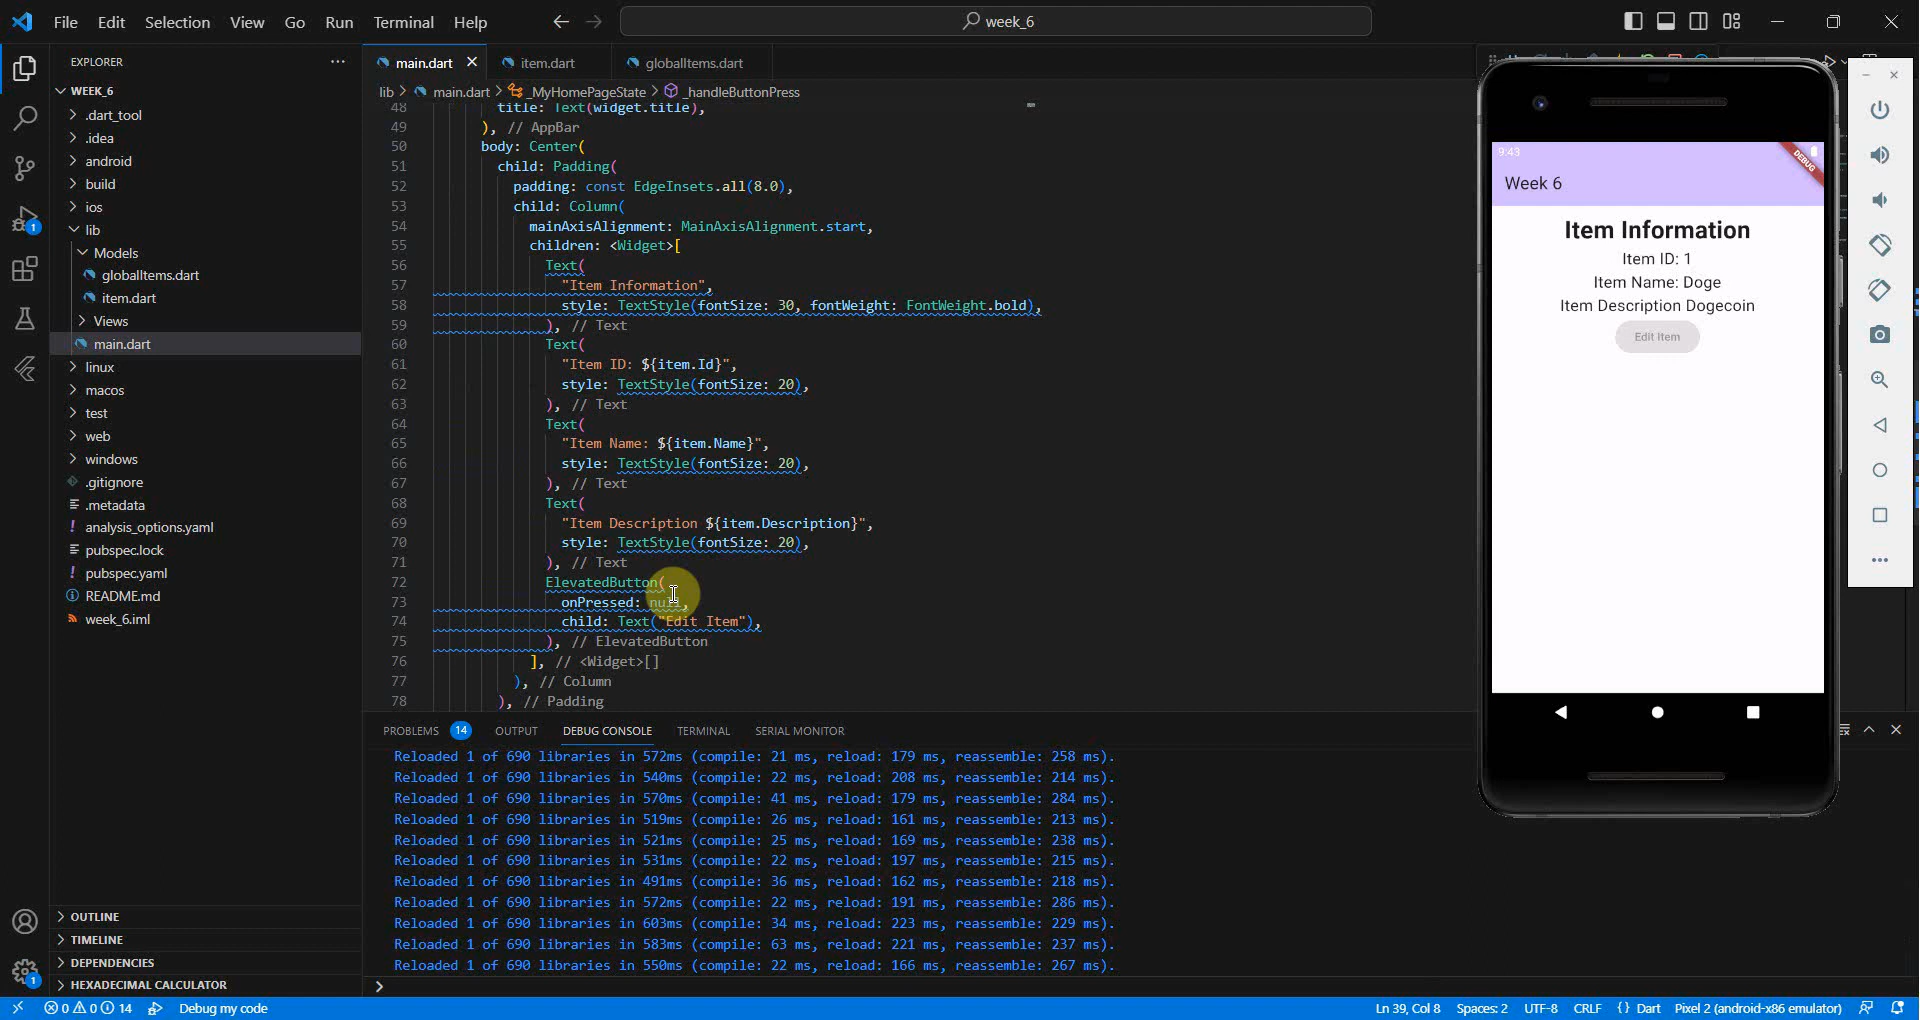 File Edit Selection View Go Run Terminal Help
week_6
EXPLORER
WEEK_6
.dart_tool
.idea
android
build
ios
lib
Models
globalItems.dart
item.dart
Views
main.dart
linux
macos
test
web
windows
.gitignore
.metadata
analysis_options.yaml
pubspec.lock
pubspec.yaml
README.md
week_6.iml
OUTLINE
TIMELINE
DEPENDENCIES
HEXADECIMAL CALCULATOR
main.dart item.dart globalItems.dart
lib > main.dart > _MyHomePageState > _handleButtonPress
48 title: Text(widget.title),
49 ), // AppBar
50 body: Center(
51 child: Padding(
52 padding: const EdgeInsets.all(8.0),
53 child: Column(
54 mainAxisAlignment: MainAxisAlignment.start,
55 children: <Widget>[
56 Text(
57 "Item Information",
58 style: TextStyle(fontSize: 30, fontWeight: FontWeight.bold),
59 ), // Text
60 Text(
61 "Item ID: ${item.Id}",
62 style: TextStyle(fontSize: 20),
63 ), // Text
64 Text(
65 "Item Name: ${item.Name}",
66 style: TextStyle(fontSize: 20),
67 ), // Text
68 Text(
69 "Item Description ${item.Description}",
70 style: TextStyle(fontSize: 20),
71 ), // Text
72 ElevatedButton(
73 onPressed: null,
74 child: Text("Edit Item"),
75 ), // ElevatedButton
76 ], // <Widget>[]
77 ), // Column
78 ), // Padding
PROBLEMS 14 OUTPUT DEBUG CONSOLE TERMINAL SERIAL MONITOR
Reloaded 1 of 690 libraries in 572ms (compile: 21 ms, reload: 179 ms, reassemble: 258 ms).
Reloaded 1 of 690 libraries in 540ms (compile: 22 ms, reload: 208 ms, reassemble: 214 ms).
Reloaded 1 of 690 libraries in 570ms (compile: 41 ms, reload: 179 ms, reassemble: 284 ms).
Reloaded 1 of 690 libraries in 519ms (compile: 26 ms, reload: 161 ms, reassemble: 213 ms).
Reloaded 1 of 690 libraries in 521ms (compile: 25 ms, reload: 169 ms, reassemble: 238 ms).
Reloaded 1 of 690 libraries in 531ms (compile: 22 ms, reload: 197 ms, reassemble: 215 ms).
Reloaded 1 of 690 libraries in 491ms (compile: 36 ms, reload: 162 ms, reassemble: 218 ms).
Reloaded 1 of 690 libraries in 572ms (compile: 22 ms, reload: 191 ms, reassemble: 286 ms).
Reloaded 1 of 690 libraries in 603ms (compile: 34 ms, reload: 223 ms, reassemble: 229 ms).
Reloaded 1 of 690 libraries in 583ms (compile: 63 ms, reload: 221 ms, reassemble: 237 ms).
Reloaded 1 of 690 libraries in 550ms (compile: 22 ms, reload: 166 ms, reassemble: 267 ms).
9:43
DEBUG
Week 6
Item Information
Item ID: 1
Item Name: Doge
Item Description Dogecoin
Edit Item
1
1
0 0 14 Debug my code Ln 39, Col 8 Spaces: 2 UTF-8 CRLF {} Dart Pixel 2 (android-x86 emulator)